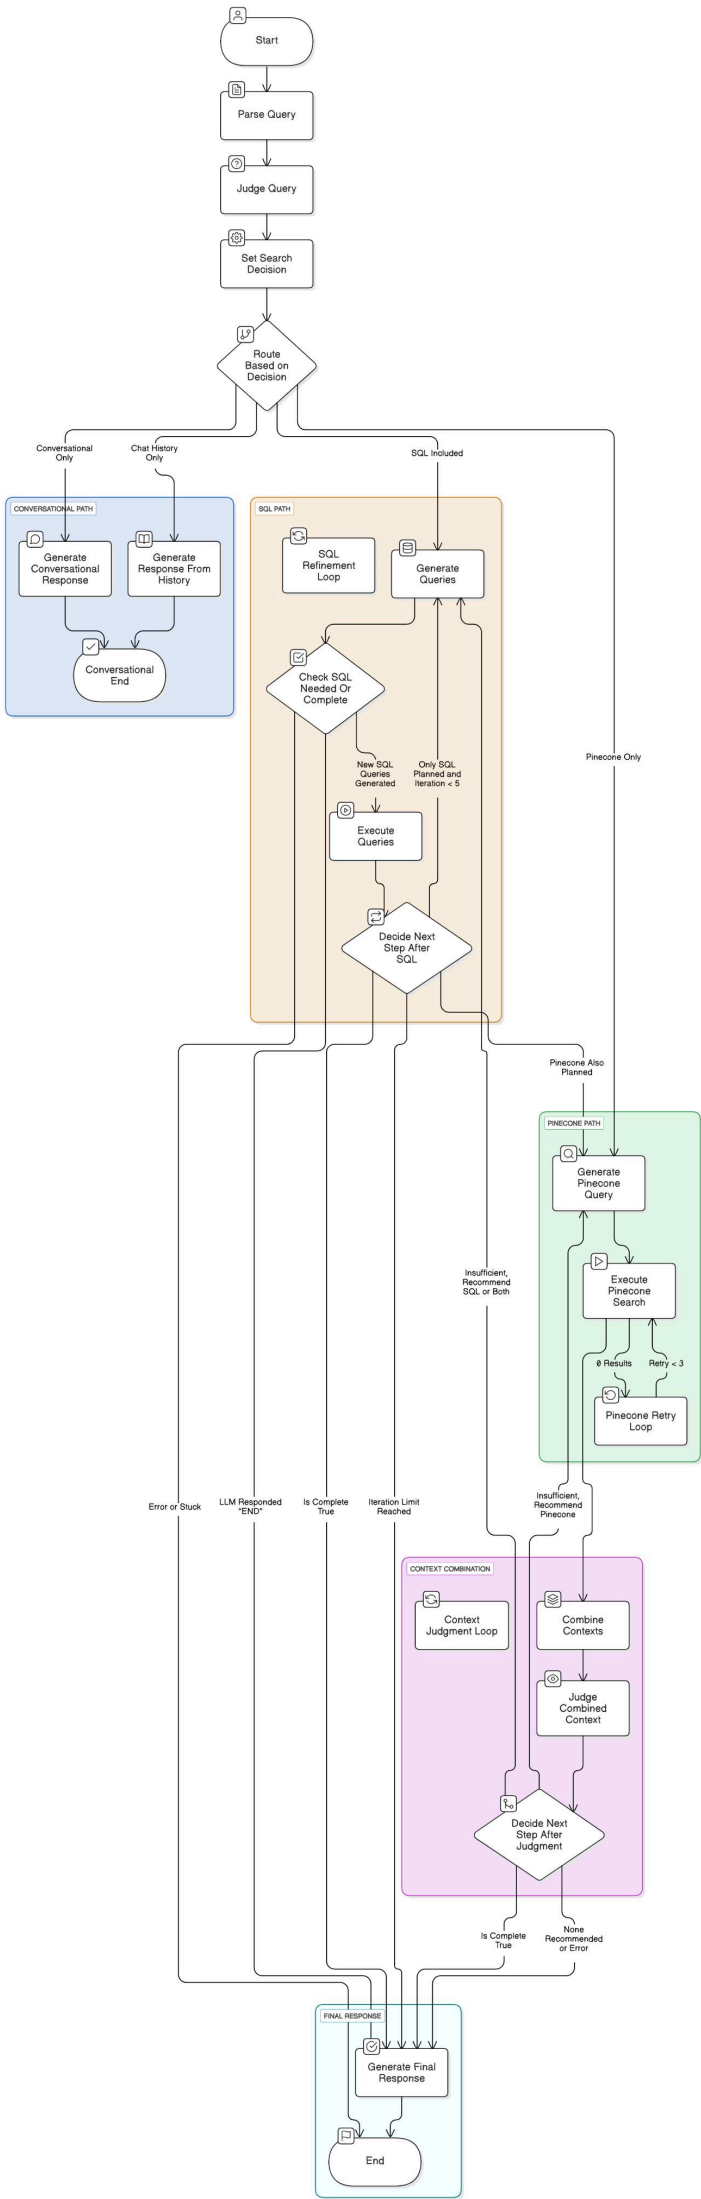 Start
Parse Query
Judge Query
Set Search
Decision
Route
Based on
Decision
Conversational
Only
Chat History
Only
SQL Included
CONVERSATIONAL PATH
Generate
Conversational
Response
Generate
Response From
History
Conversational
End
SQL PATH
SQL
Refinement
Loop
Generate
Queries
Check SQL
Needed Or
Complete
New SQL
Queries
Generated
Only SQL
Planned and
Iteration < 5
Pinecone Only
Execute
Queries
Decide Next
Step After
SQL
Pinecone Also
Planned
PINECONE PATH
Generate
Pinecone
Query
Execute
Pinecone
Search
Insufficient,
Recommend
SQL or Both
0 Results
Retry < 3
Pinecone Retry
Loop
Error or Stuck
LLM Responded
"END"
Is Complete
True
Iteration Limit
Reached
Insufficient,
Recommend
Pinecone
CONTEXT COMBINATION
Context
Judgment Loop
Combine
Contexts
Judge
Combined
Context
Decide Next
Step After
Judgment
Is Complete
True
None
Recommended
or Error
FINAL RESPONSE
Generate Final
Response
End